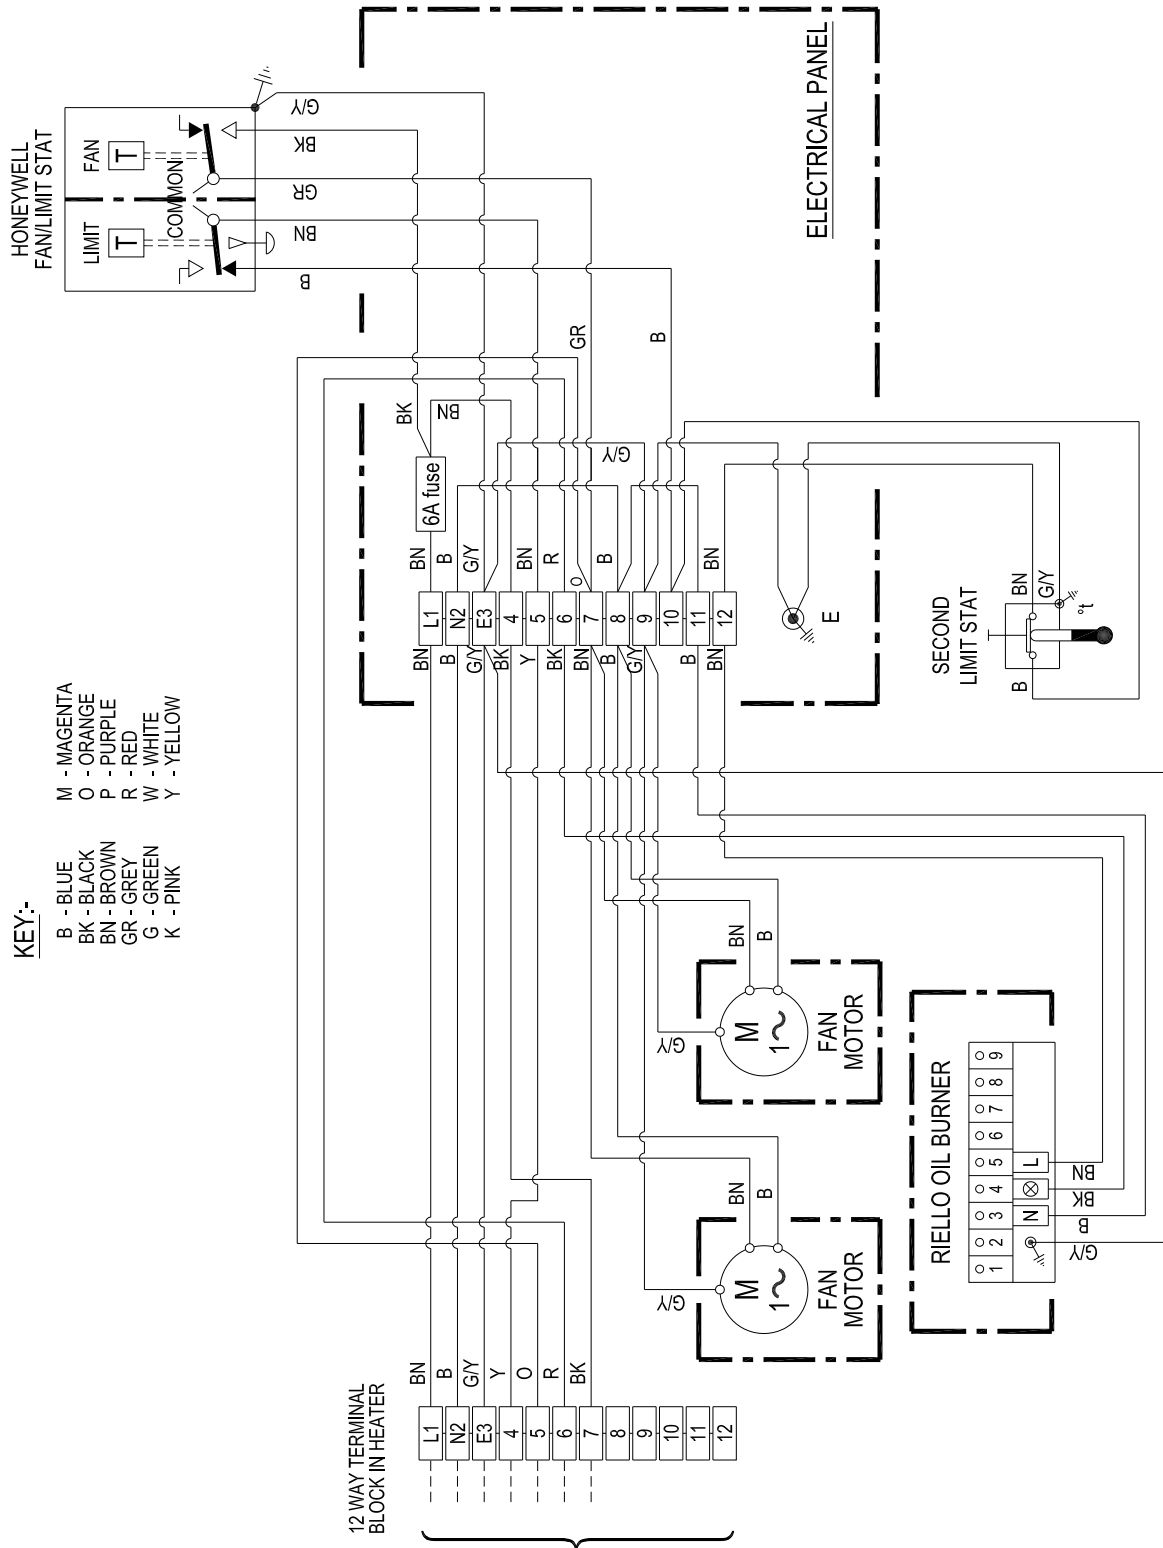 KEY:-
B - BLUE
BK - BLACK
BN - BROWN
GR - GREY
G - GREEN
K - PINK
M - MAGENTA
O - ORANGE
P - PURPLE
R - RED
W - WHITE
Y - YELLOW
HONEYWELL
FAN/LIMIT STAT
LIMIT
FAN
T
T
COMMON
B
BN
GR
BK
G/Y
ELECTRICAL PANEL
GR
B
BK
BN
G/Y
6A fuse
BN
B
G/Y
BN
R
O
B
BN
L1
N2
E3
4
5
6
7
8
9
10
11
12
BN
B
G/Y
BK
Y
BK
BN
B
G/Y
B
BN
E
SECOND
LIMIT STAT
BN
G/Y
B
°t
BN
B
G/Y
M
1
FAN
MOTOR
BN
B
G/Y
M
1
FAN
MOTOR
RIELLO OIL BURNER
1 2 3 4 5 6 7 8 9
N
L
G/Y
B
BK
BN
12 WAY TERMINAL
BLOCK IN HEATER
BN
B
G/Y
Y
O
R
BK
L1
N2
E3
4
5
6
7
8
9
10
11
12